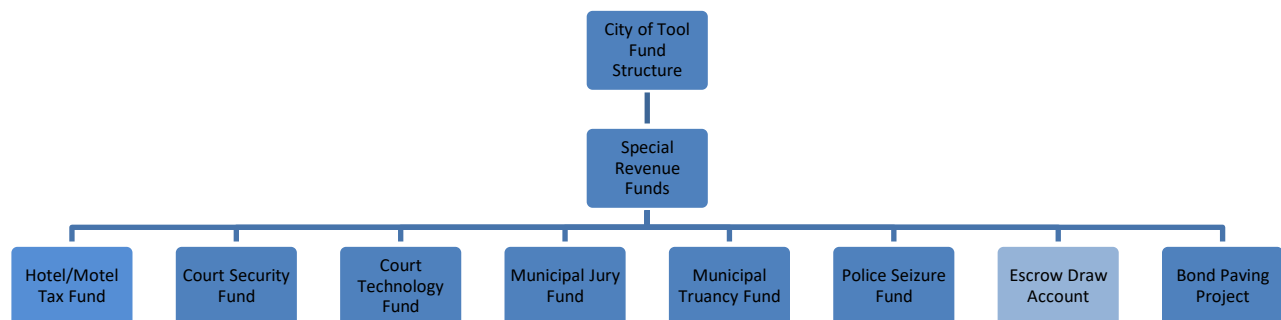 City of Tool
Fund
Structure
Special
Revenue
Funds
Hotel/Motel
Tax Fund
Court Security
Fund
Court
Technology
Fund
Municipal Jury
Fund
Municipal
Truancy Fund
Police Seizure
Fund
Escrow Draw
Account
Bond Paving
Project